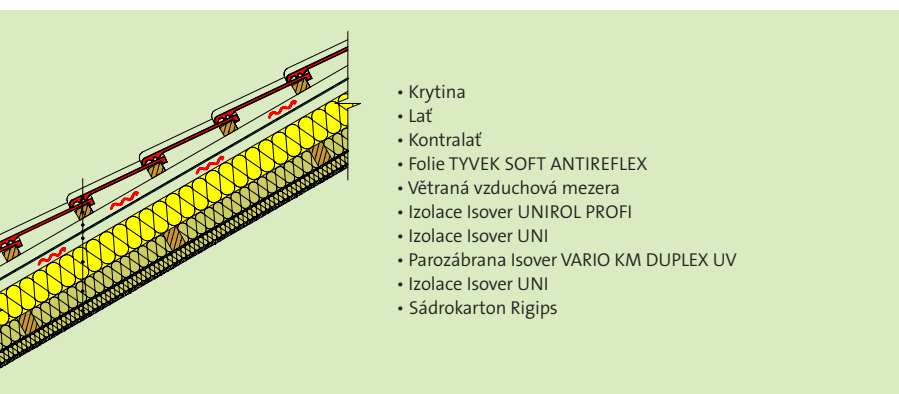 • Krytina
• Lať
• Kontralať
• Folie TYVEK SOFT ANTIREFLEX
• Větraná vzduchová mezera
• Izolace Isover UNIROL PROFI
• Izolace Isover UNI
• Parozábrana Isover VARIO KM DUPLEX UV
• Izolace Isover UNI
• Sádrokarton Rigips